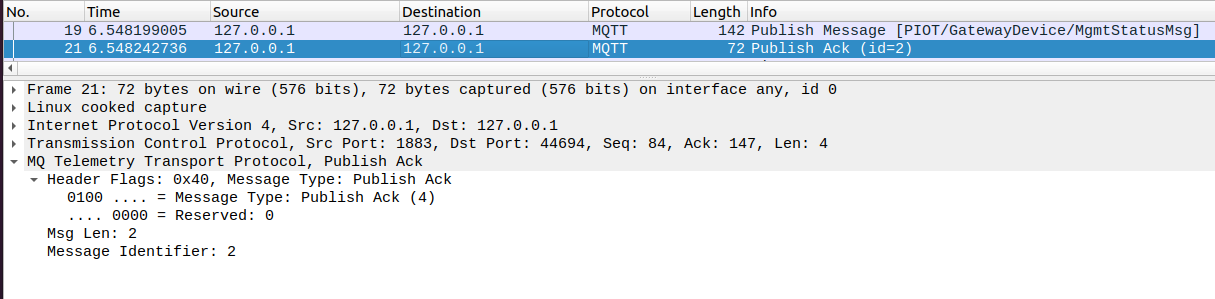 No. Time Source Destination Protocol Length Info
19 6.548199005 127.0.0.1 127.0.0.1 MQTT 142 Publish Message [PIOT/GatewayDevice/MgmtStatusMsg]
21 6.548242736 127.0.0.1 127.0.0.1 MQTT 72 Publish Ack (id=2)
Frame 21: 72 bytes on wire (576 bits), 72 bytes captured (576 bits) on interface any, id 0
Linux cooked capture
Internet Protocol Version 4, Src: 127.0.0.1, Dst: 127.0.0.1
Transmission Control Protocol, Src Port: 1883, Dst Port: 44694, Seq: 84, Ack: 147, Len: 4
MQ Telemetry Transport Protocol, Publish Ack
Header Flags: 0x40, Message Type: Publish Ack
0100 .... = Message Type: Publish Ack (4)
.... 0000 = Reserved: 0
Msg Len: 2
Message Identifier: 2